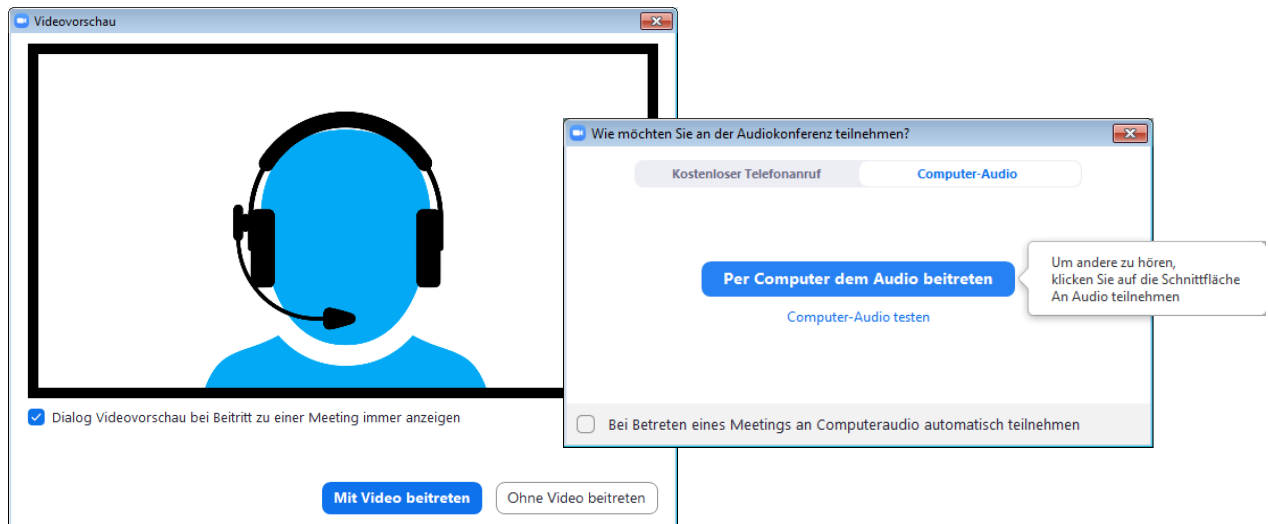 Videovorschau
Dialog Videovorschau bei Beitritt zu einer Meeting immer anzeigen
Mit Video beitreten
Ohne Video beitreten
Wie möchten Sie an der Audiokonferenz teilnehmen?
Kostenloser Telefonanruf
Computer-Audio
Per Computer dem Audio beitreten
Computer-Audio testen
Um andere zu hören,
klicken Sie auf die Schnittfläche
An Audio teilnehmen
Bei Betreten eines Meetings an Computeraudio automatisch teilnehmen